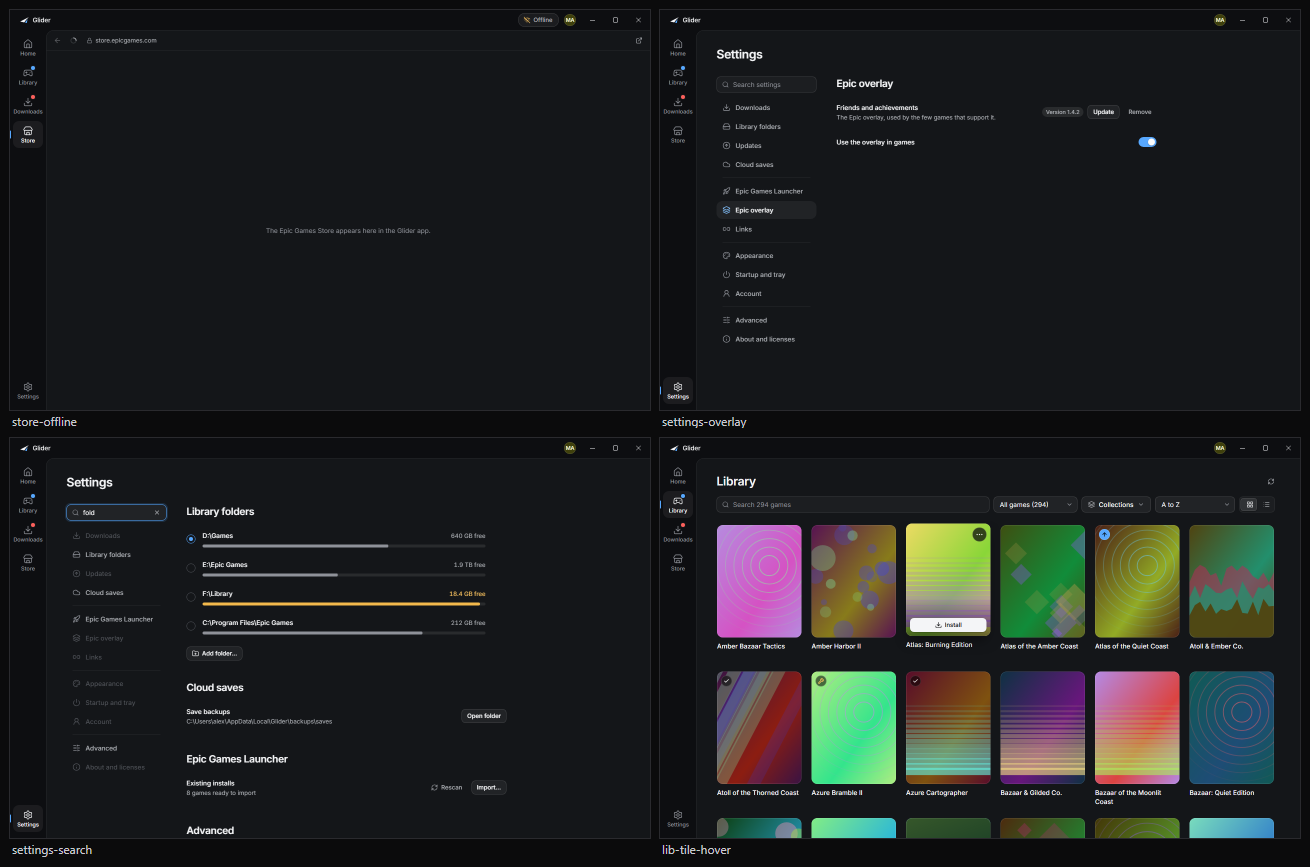 Glider
Offline
MA
Home
Library
Downloads
Store
Settings
store.epicgames.com
The Epic Games Store appears here in the Glider app.
store-offline
Glider
MA
Home
Library
Downloads
Store
Settings
Settings
Search settings
Downloads
Library folders
Updates
Cloud saves
Epic Games Launcher
Epic overlay
Links
Appearance
Startup and tray
Account
Advanced
About and licenses
Epic overlay
Friends and achievements
The Epic overlay, used by the few games that support it.
Version 1.4.2
Update
Remove
Use the overlay in games
settings-overlay
Glider
MA
Home
Library
Downloads
Store
Settings
Settings
fold
Downloads
Library folders
Updates
Cloud saves
Epic Games Launcher
Epic overlay
Links
Appearance
Startup and tray
Account
Advanced
About and licenses
Library folders
D:\Games 640 GB free
E:\Epic Games 1.9 TB free
F:\Library 18.4 GB free
C:\Program Files\Epic Games 212 GB free
Add folder...
Cloud saves
Save backups
C:\Users\alex\AppData\Local\Glider\backups\saves
Open folder
Epic Games Launcher
Existing installs
8 games ready to import
Rescan
Import...
Advanced
settings-search
Glider
MA
Home
Library
Downloads
Store
Settings
Library
Search 294 games
All games (294)
Collections
A to Z
Install
Amber Bazaar Tactics
Amber Harbor II
Atlas: Burning Edition
Atlas of the Amber Coast
Atlas of the Quiet Coast
Atoll & Ember Co.
Atoll of the Thorned Coast
Azure Bramble II
Azure Cartographer
Bazaar & Gilded Co.
Bazaar of the Moonlit
Coast
Bazaar: Quiet Edition
lib-tile-hover